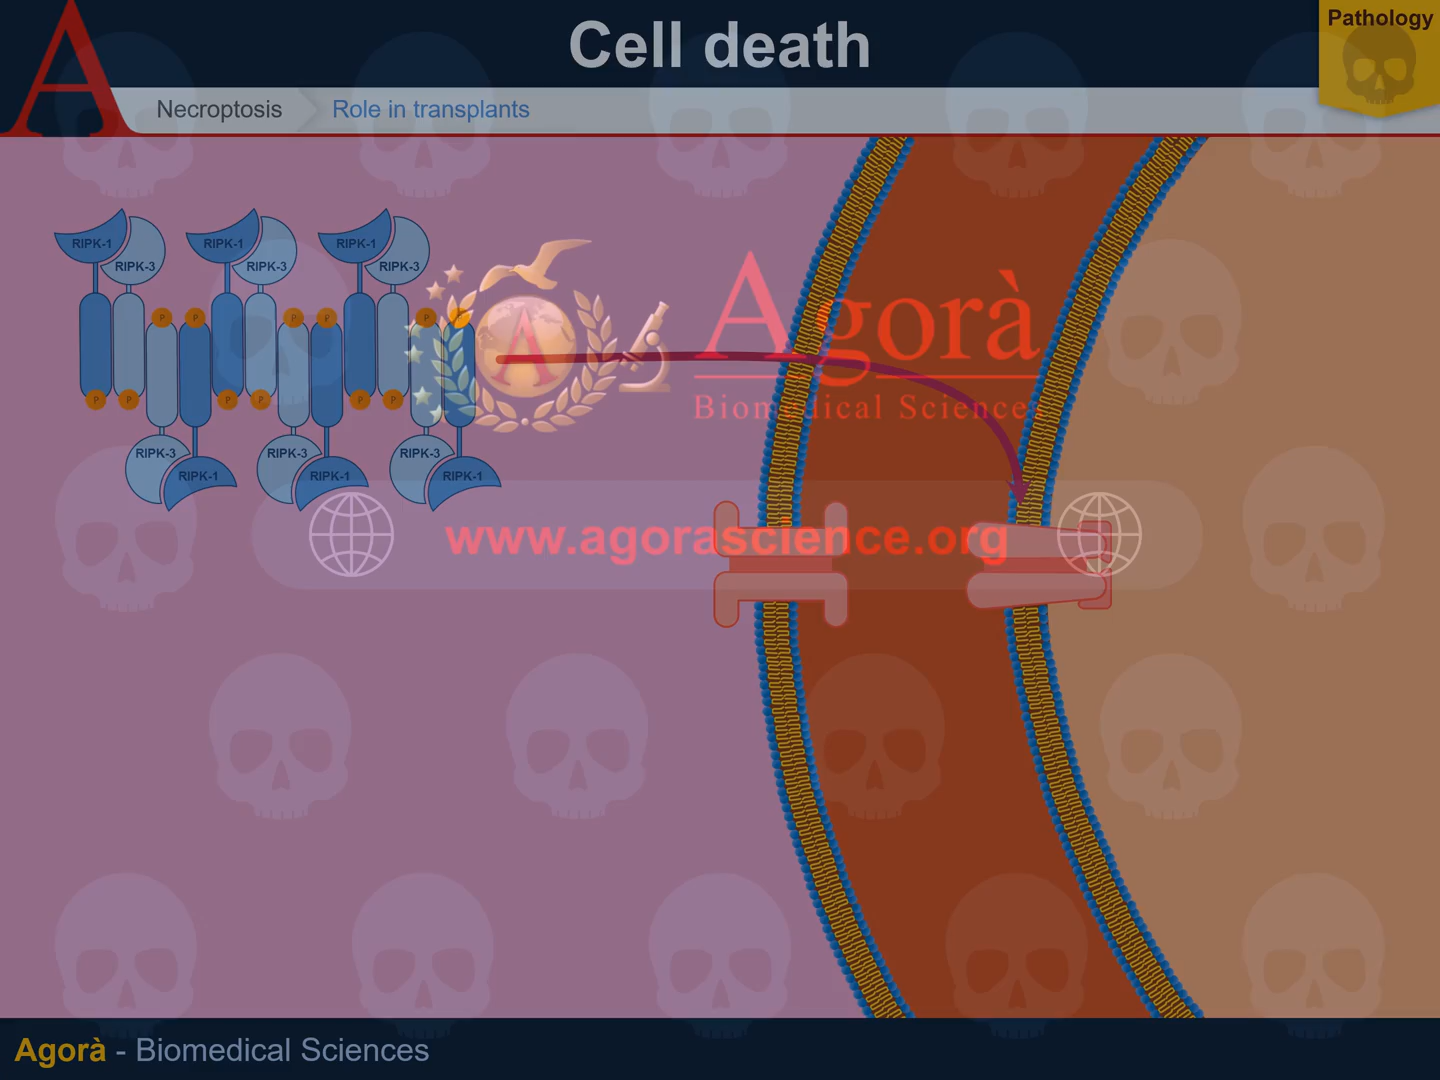 Cell death
Pathology
Necroptosis
Role in transplants
RIPK-1
RIPK-3
RIPK-1
RIPK-3
RIPK-1
RIPK-3
P P P P P P
P P P P P P
RIPK-3
RIPK-1
RIPK-3
RIPK-1
RIPK-3
RIPK-1
A
A
Agorà
Biomedical Sciences
www.agorascience.org
Agorà - Biomedical Sciences